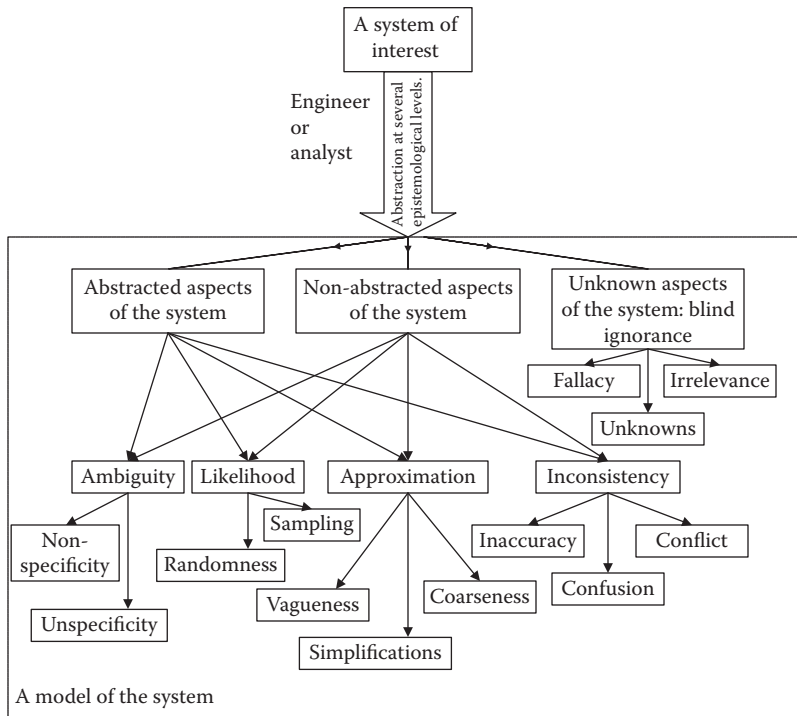 A system of
interest
Engineer
or
analyst
Abstraction at several
epistemological levels.
Abstracted aspects
of the system
Non-abstracted aspects
of the system
Unknown aspects
of the system: blind
ignorance
Fallacy
Irrelevance
Unknowns
Ambiguity
Likelihood
Approximation
Inconsistency
Non-
specificity
Sampling
Randomness
Inaccuracy
Conflict
Confusion
Vagueness
Coarseness
Unspecificity
Simplifications
A model of the system